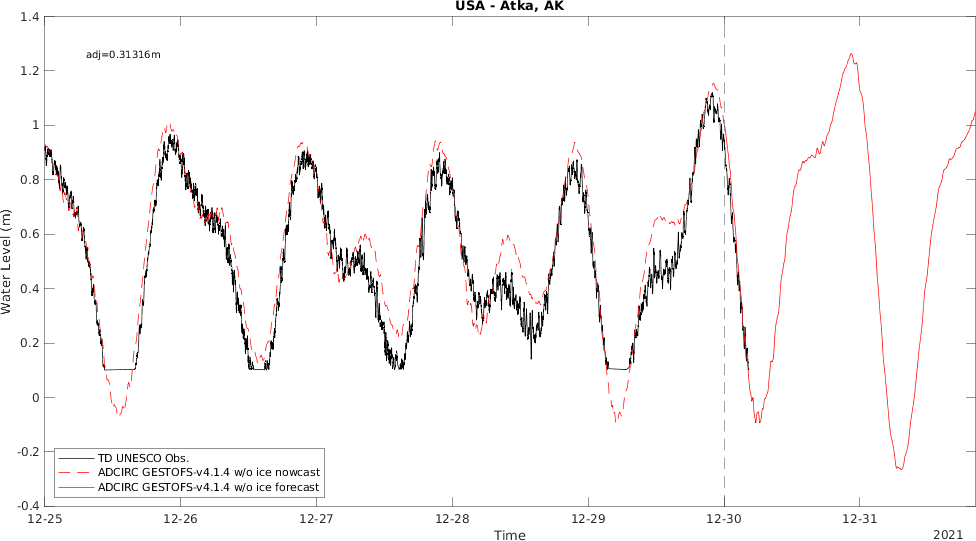 USA - Atka, AK
1.4
1.2
1
0.8
0.6
0.4
0.2
0
-0.2
-0.4
Water Level (m)
adj=0.31316m
TD UNESCO Obs.
ADCIRC GESTOFS-v4.1.4 w/o ice nowcast
ADCIRC GESTOFS-v4.1.4 w/o ice forecast
12-25 12-26 12-27 12-28 12-29 12-30 12-31
Time
2021